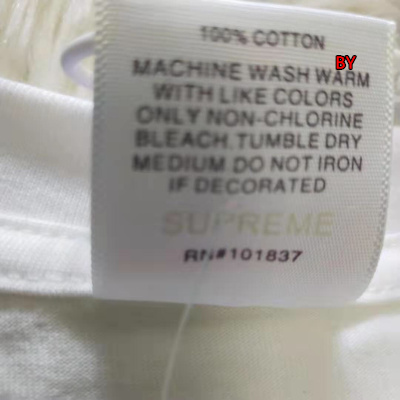 100% COTTON
BY
MACHINE WASH WARM
WITH LIKE COLORS
ONLY NON-CHLORINE
BLEACH. TUMBLE DRY
MEDIUM. DO NOT IRON
IF DECORATED
SUPREME
RN#101837